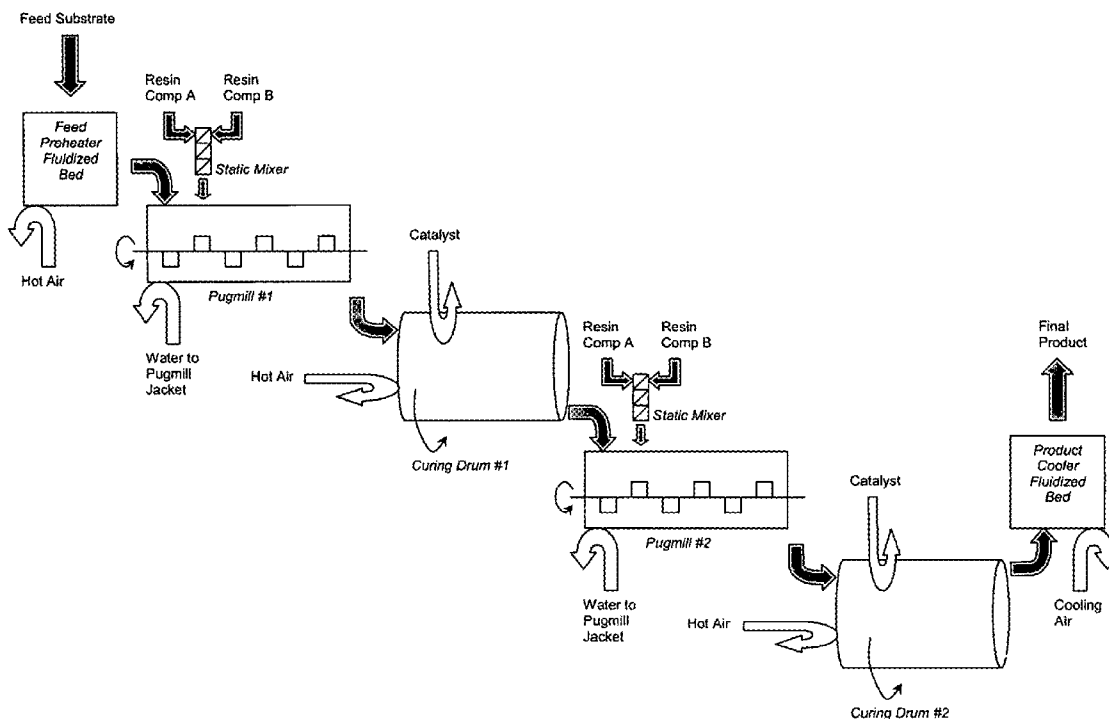 Feed Substrate
Resin
Comp A
Resin
Comp B
Feed
Preheater
Fluidized
Bed
Static Mixer
Hot Air
Pugmill #1
Water to
Pugmill
Jacket
Catalyst
Hot Air
Curing Drum #1
Resin
Comp A
Resin
Comp B
Static Mixer
Final
Product
Product
Cooler
Fluidized
Bed
Catalyst
Pugmill #2
Water to
Pugmill
Jacket
Hot Air
Cooling
Air
Curing Drum #2